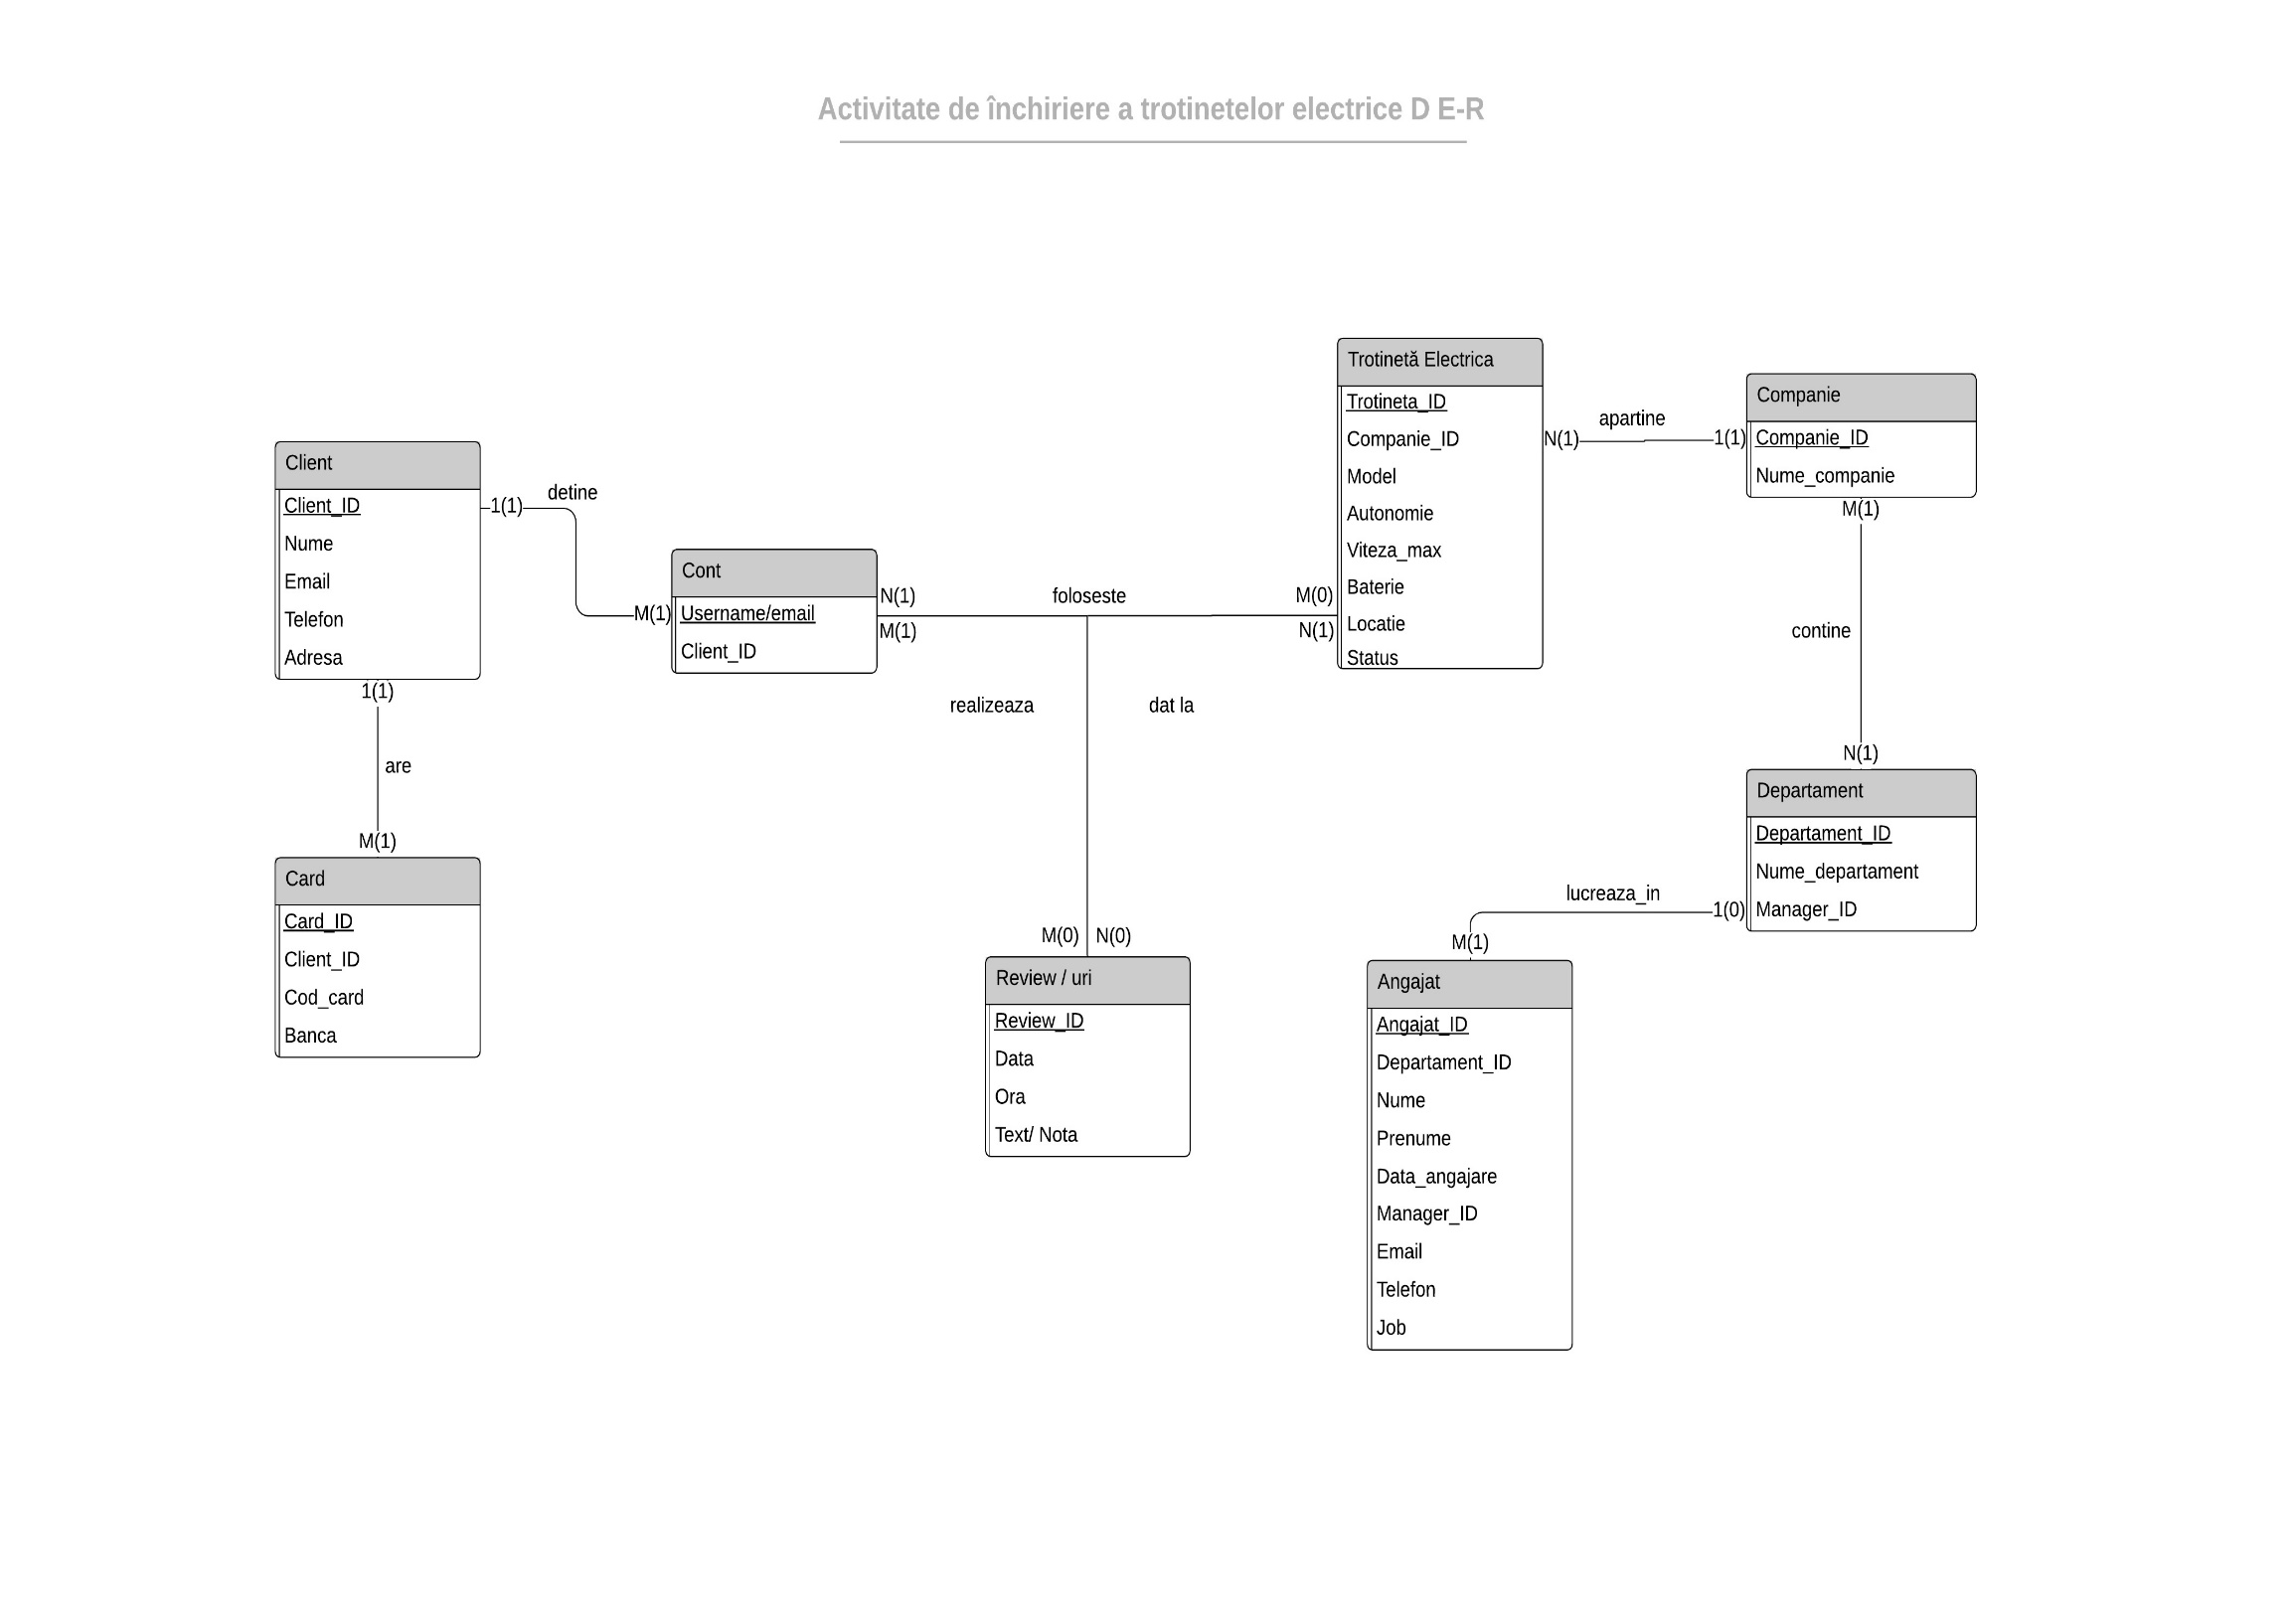 Activitate de închiriere a trotinetelor electrice D E-R
Client
Client_ID
Nume
Email
Telefon
Adresa
1(1)
detine
M(1)
1(1)
are
M(1)
Card
Card_ID
Client_ID
Cod_card
Banca
Cont
Username/email
Client_ID
N(1)
foloseste
M(0)
M(1)
N(1)
realizeaza
dat la
M(0)
N(0)
Review / uri
Review_ID
Data
Ora
Text/ Nota
Trotinetă Electrica
Trotineta_ID
Companie_ID
Model
Autonomie
Viteza_max
Baterie
Locatie
Status
N(1)
apartine
1(1)
Companie
Companie_ID
Nume_companie
M(1)
contine
N(1)
Departament
Departament_ID
Nume_departament
Manager_ID
1(0)
lucreaza_in
M(1)
Angajat
Angajat_ID
Departament_ID
Nume
Prenume
Data_angajare
Manager_ID
Email
Telefon
Job